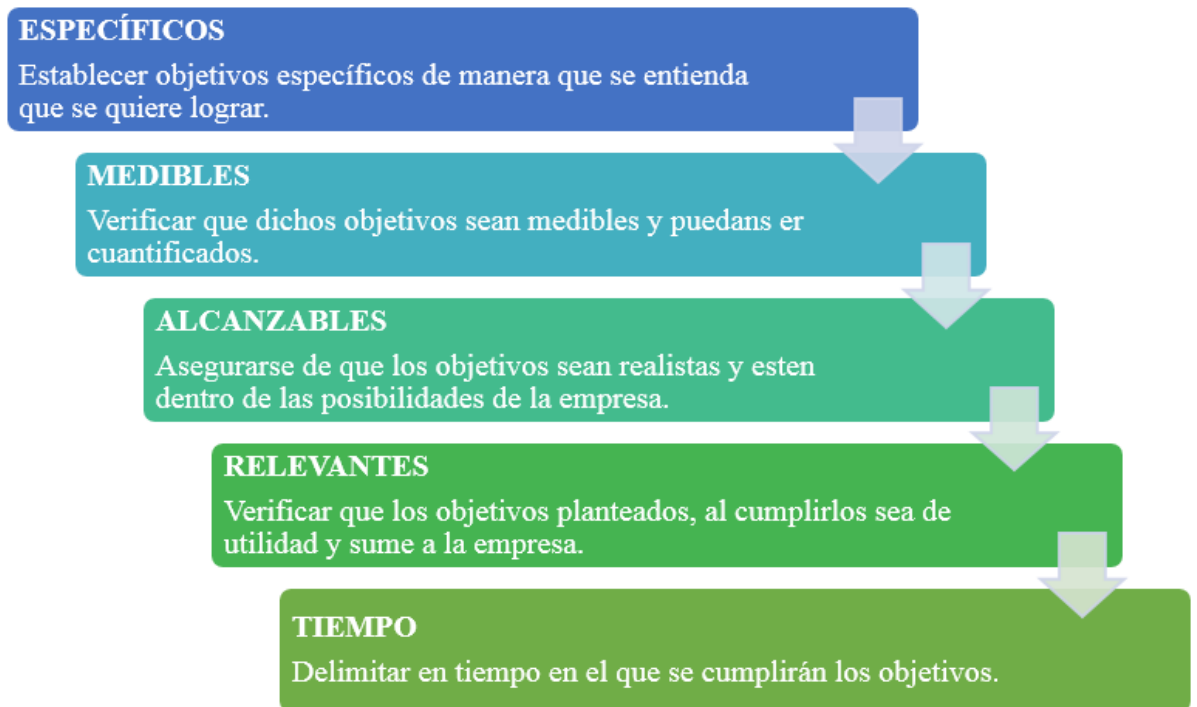 ESPECÍFICOS
Establecer objetivos específicos de manera que se entienda
que se quiere lograr.
MEDIBLES
Verificar que dichos objetivos sean medibles y puedans er
cuantificados.
ALCANZABLES
Asegurarse de que los objetivos sean realistas y esten
dentro de las posibilidades de la empresa.
RELEVANTES
Verificar que los objetivos planteados, al cumplirlos sea de
utilidad y sume a la empresa.
TIEMPO
Delimitar en tiempo en el que se cumplirán los objetivos.